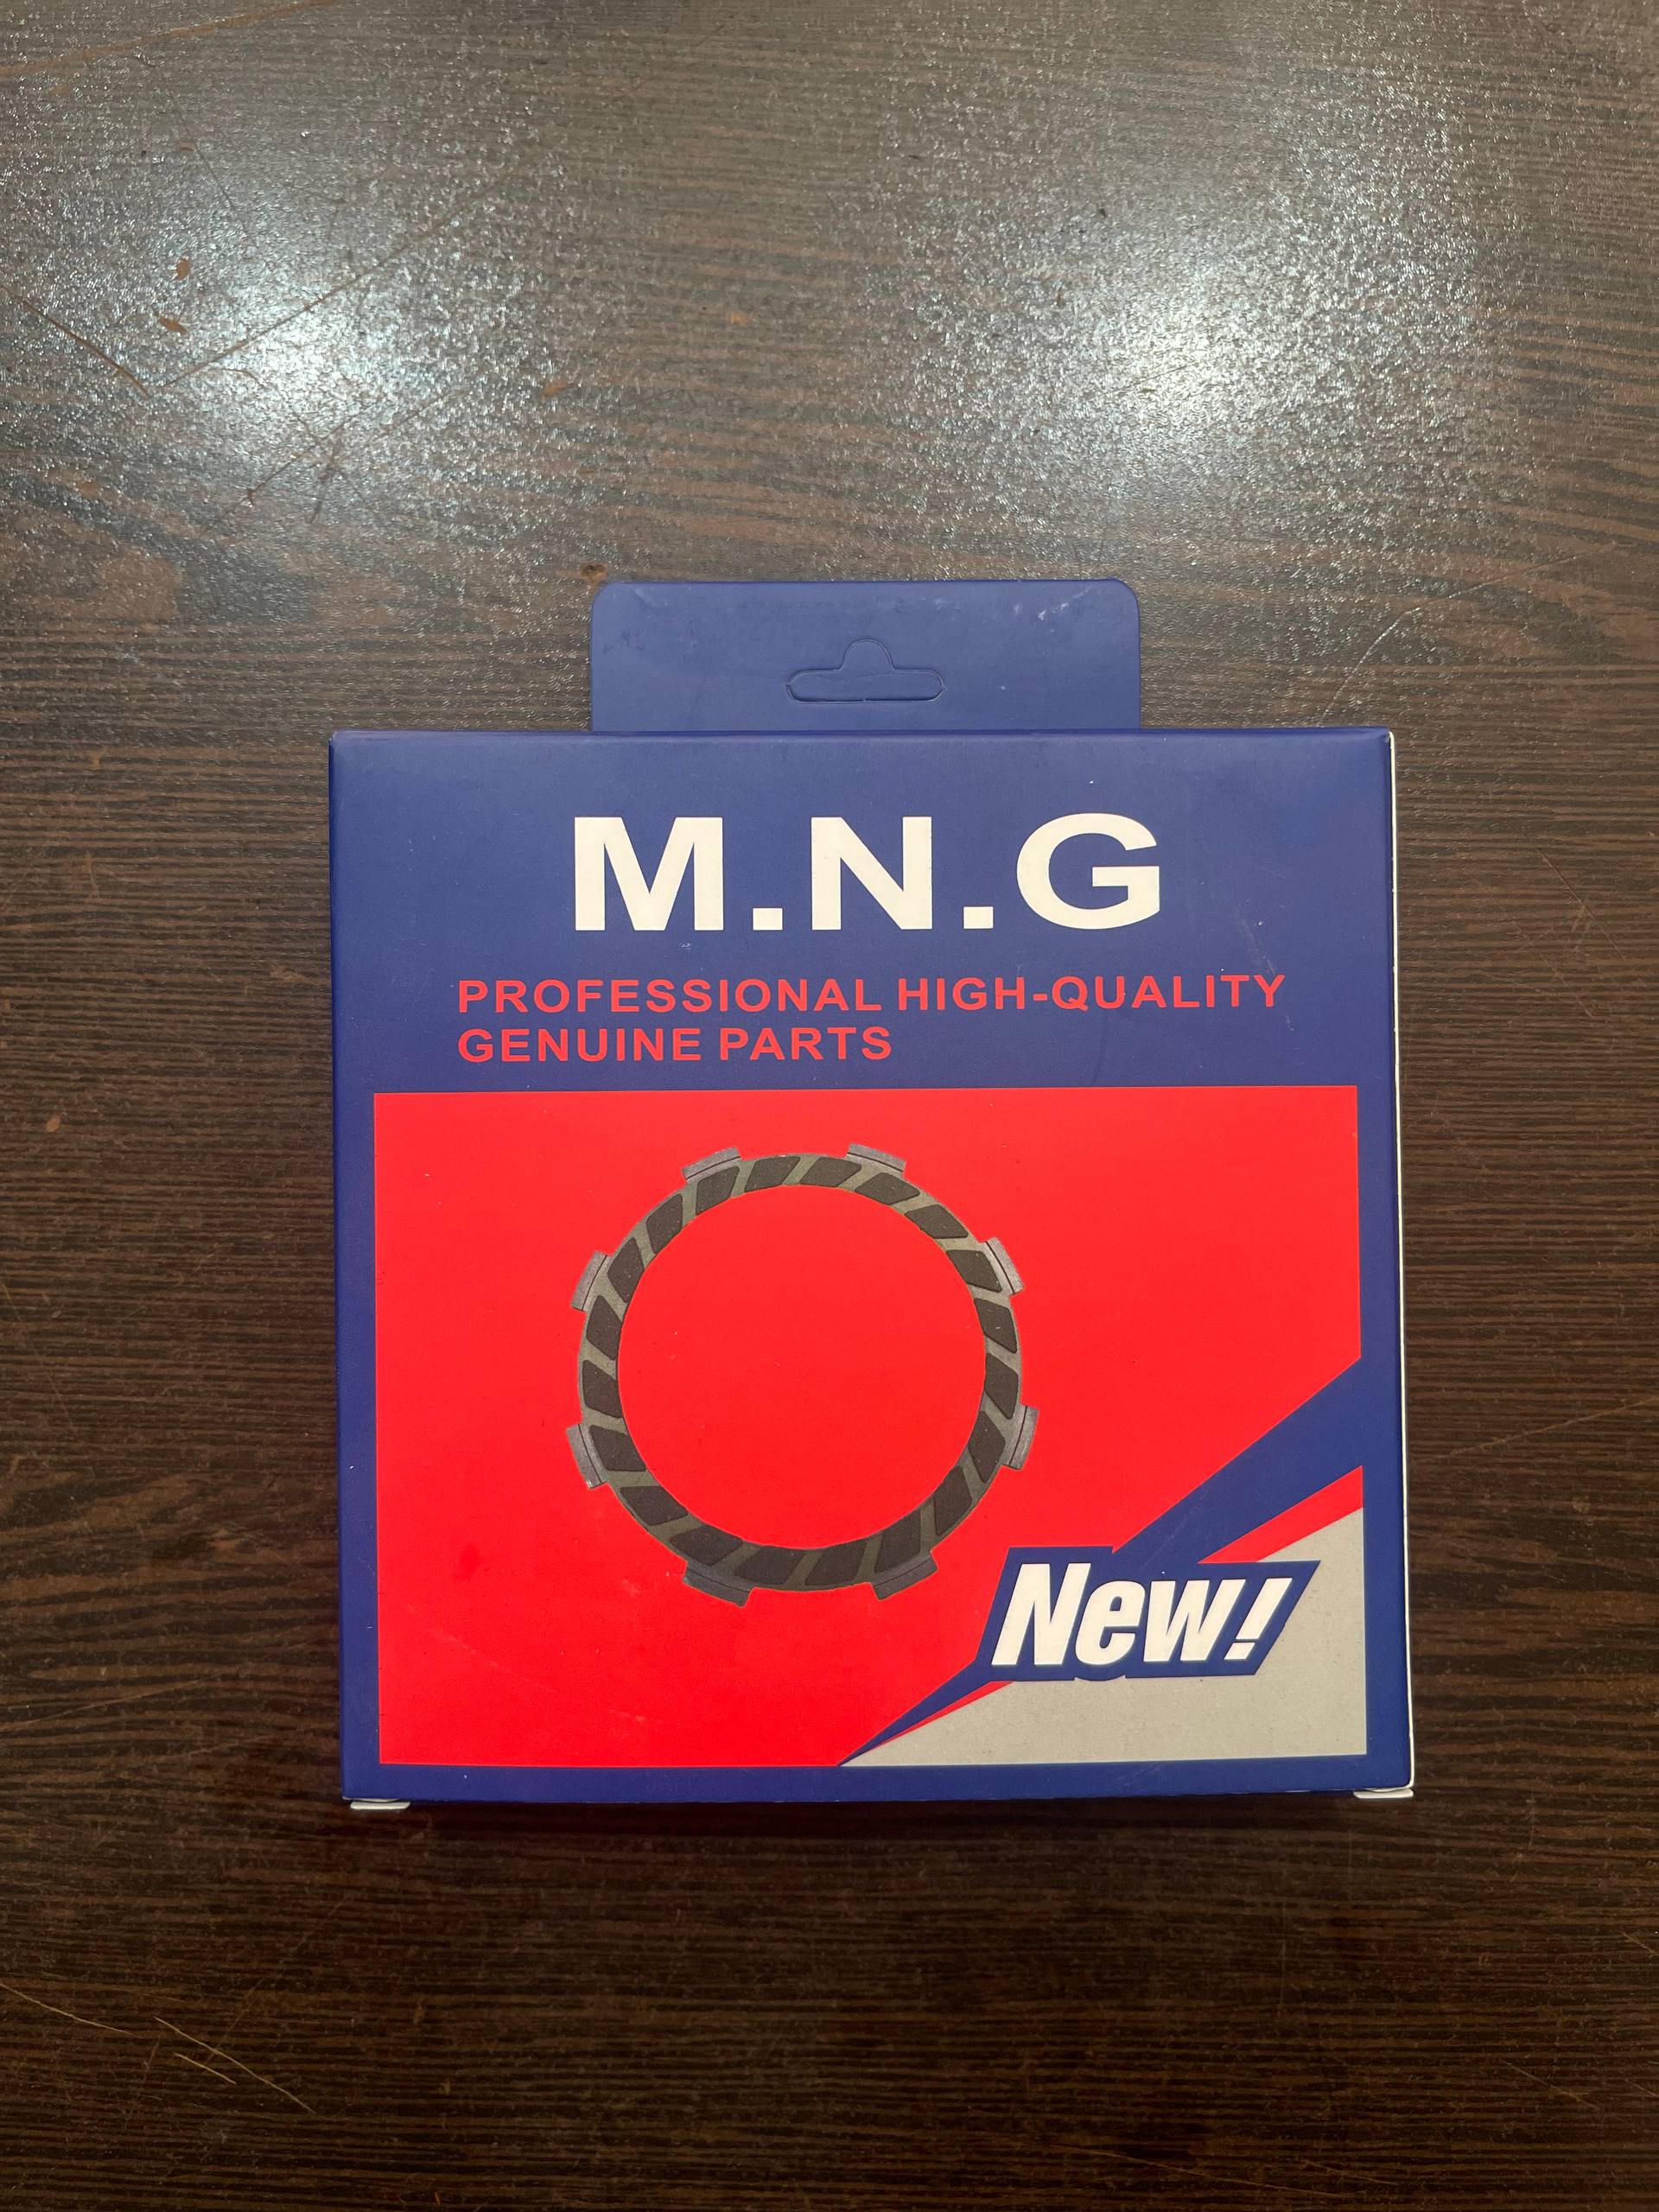 M.N.G
PROFESSIONAL HIGH-QUALITY
GENUINE PARTS
New!